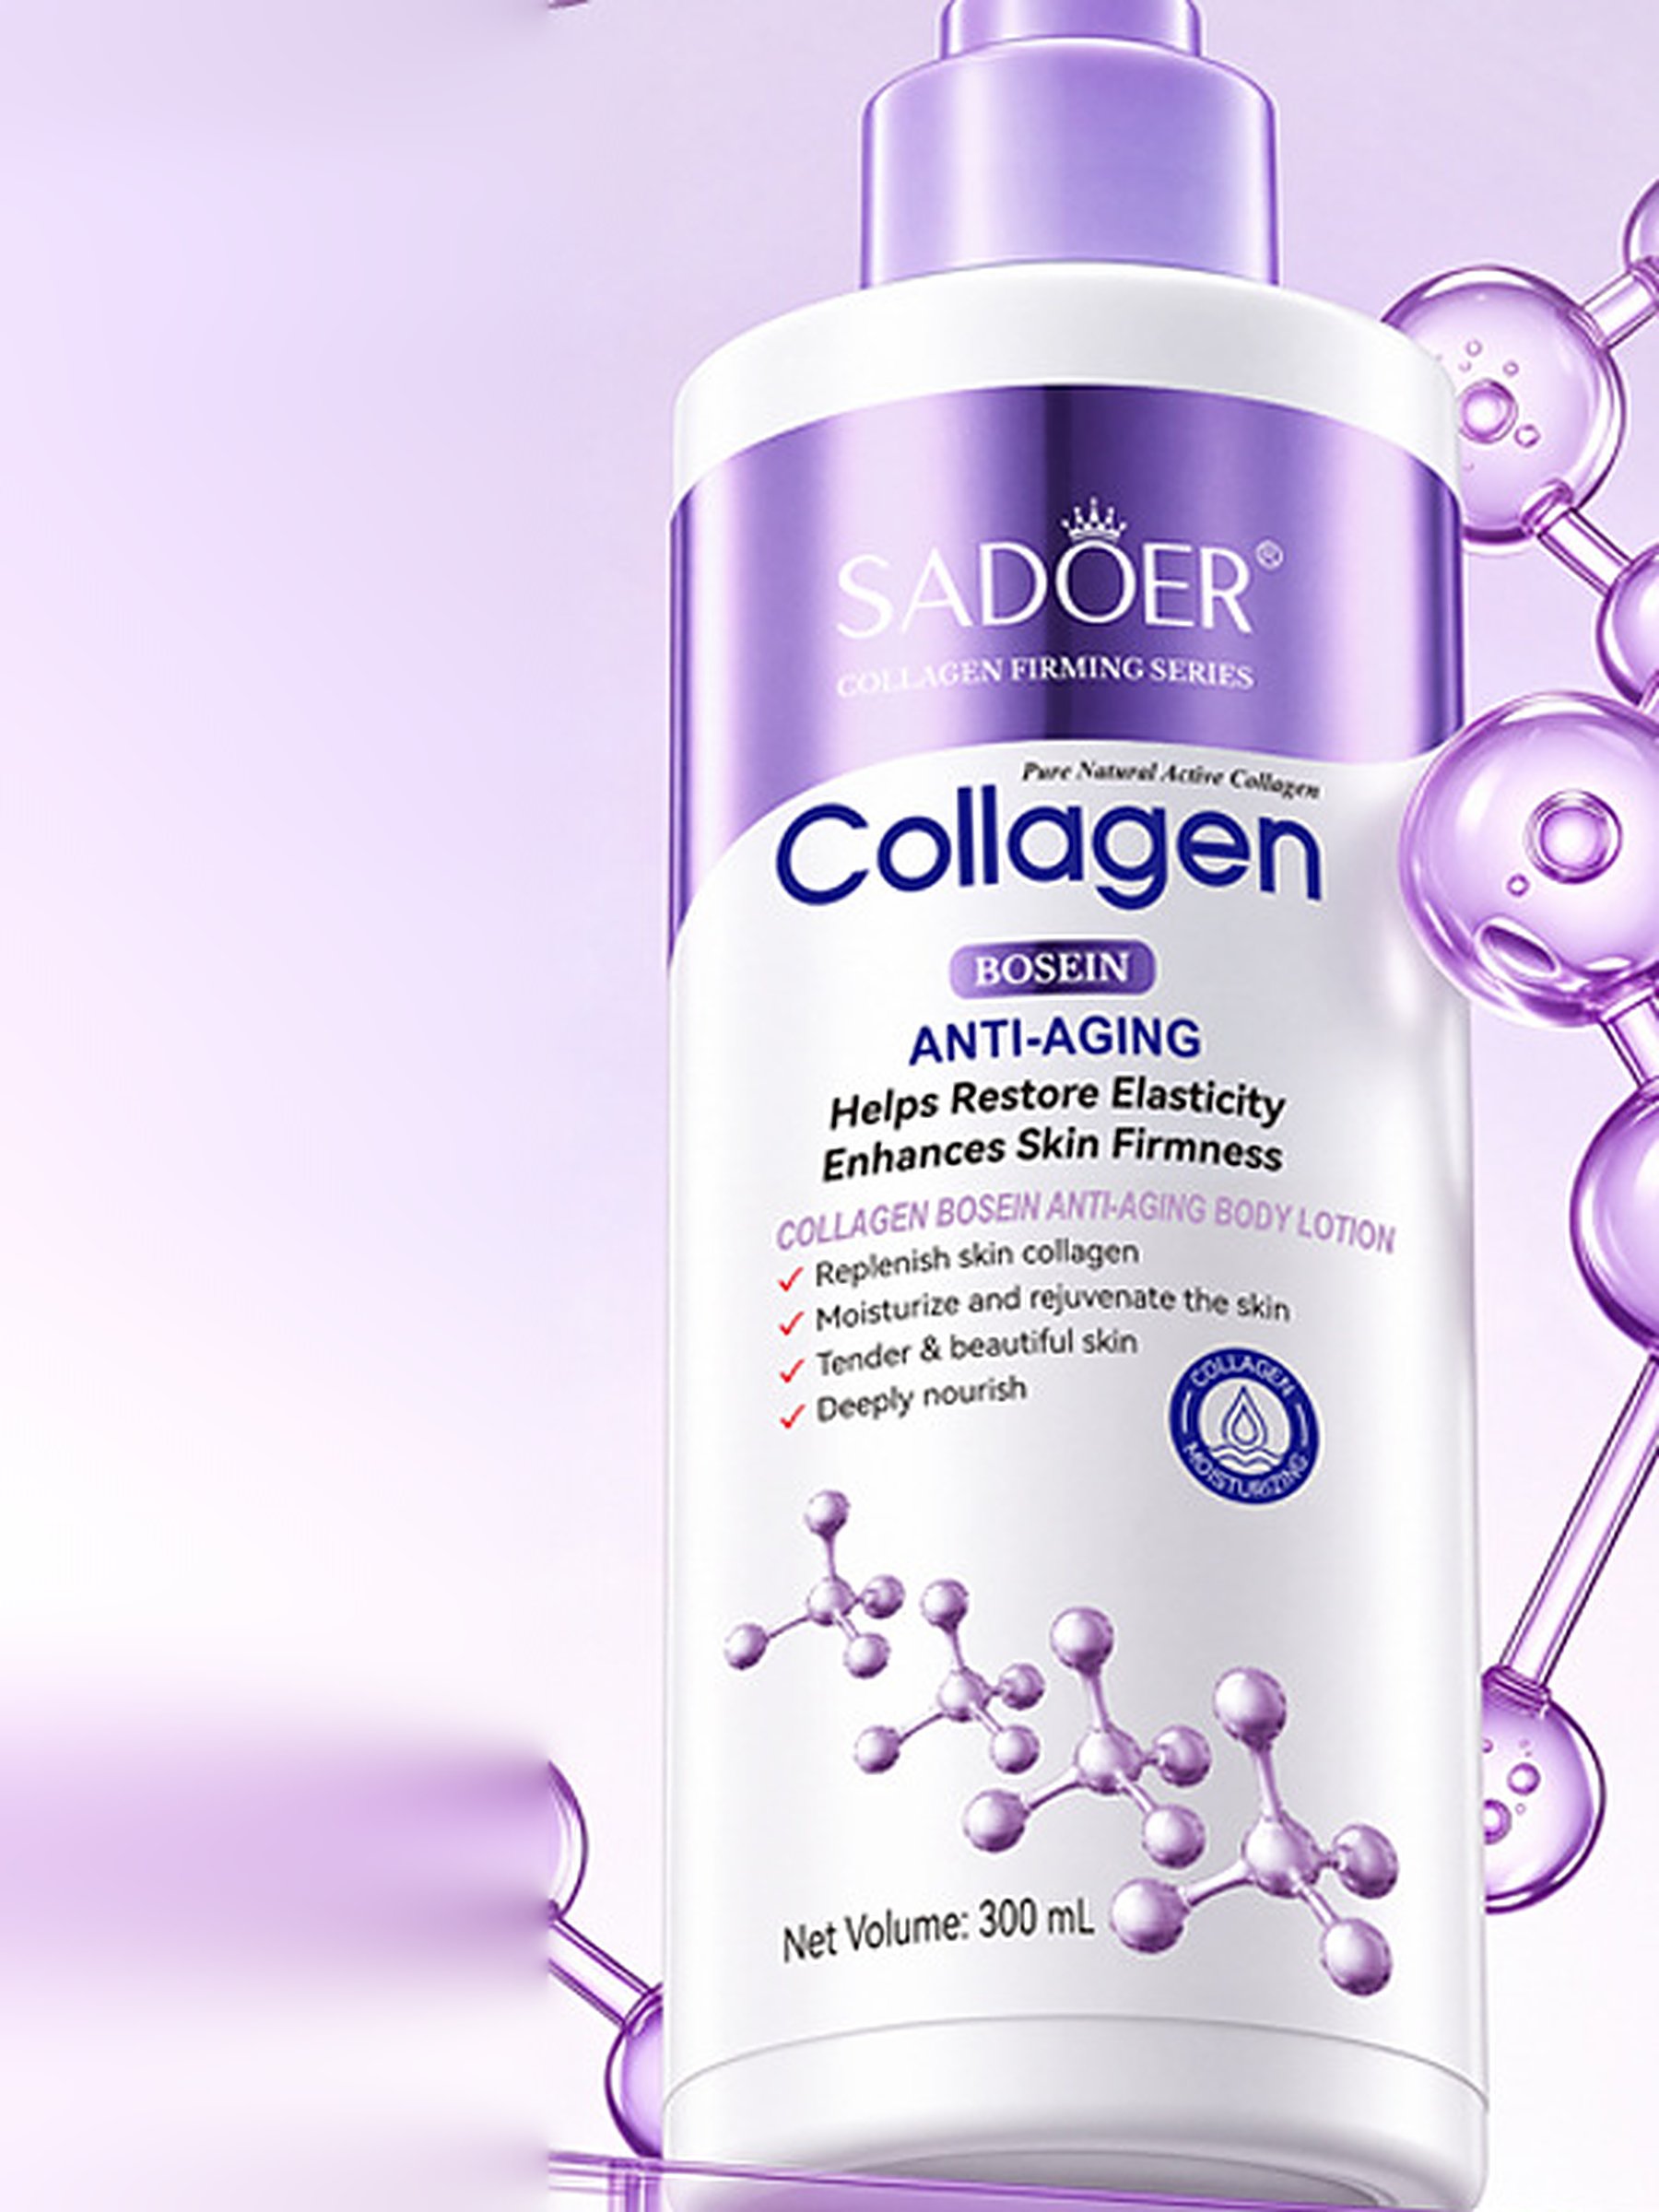 SADOER®
COLLAGEN FIRMING SERIES
Pure Natural Active Collagen
Collagen
BOSEIN
ANTI-AGING
Helps Restore Elasticity
Enhances Skin Firmness
COLLAGEN BOSEIN ANTI-AGING BODY LOTION
✓ Replenish skin collagen
✓ Moisturize and rejuvenate the skin
✓ Tender & beautiful skin
✓ Deeply nourish
COLLAGEN
MOISTURIZING
Net Volume: 300 mL